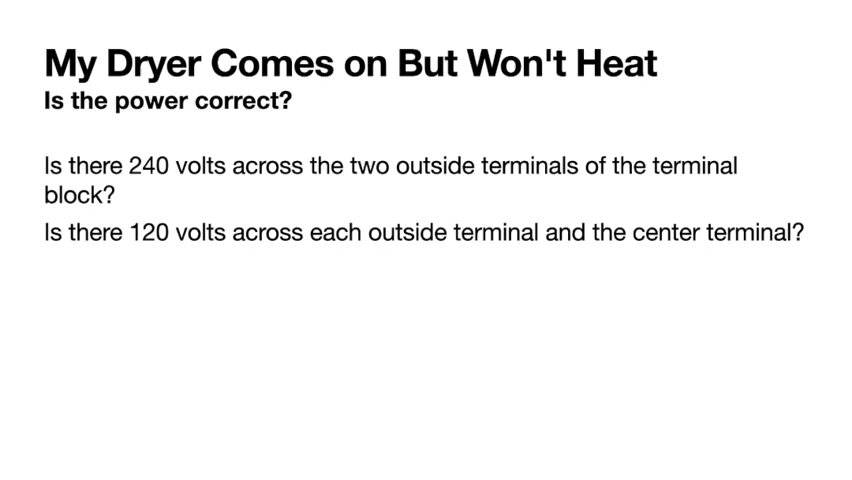 My Dryer Comes on But Won't Heat
Is the power correct?
Is there 240 volts across the two outside terminals of the terminal
block?
Is there 120 volts across each outside terminal and the center terminal?